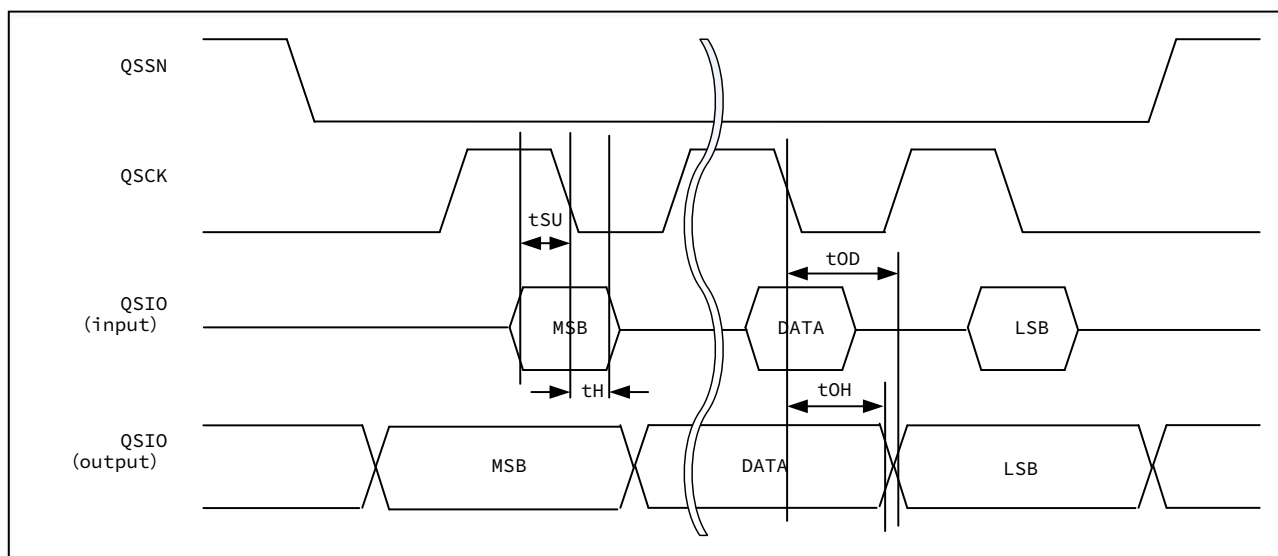 QSSN
QSCK
tSU
tOD
QSIO
(input)
MSB
DATA
LSB
tH
tOH
QSIO
(output)
MSB
DATA
LSB